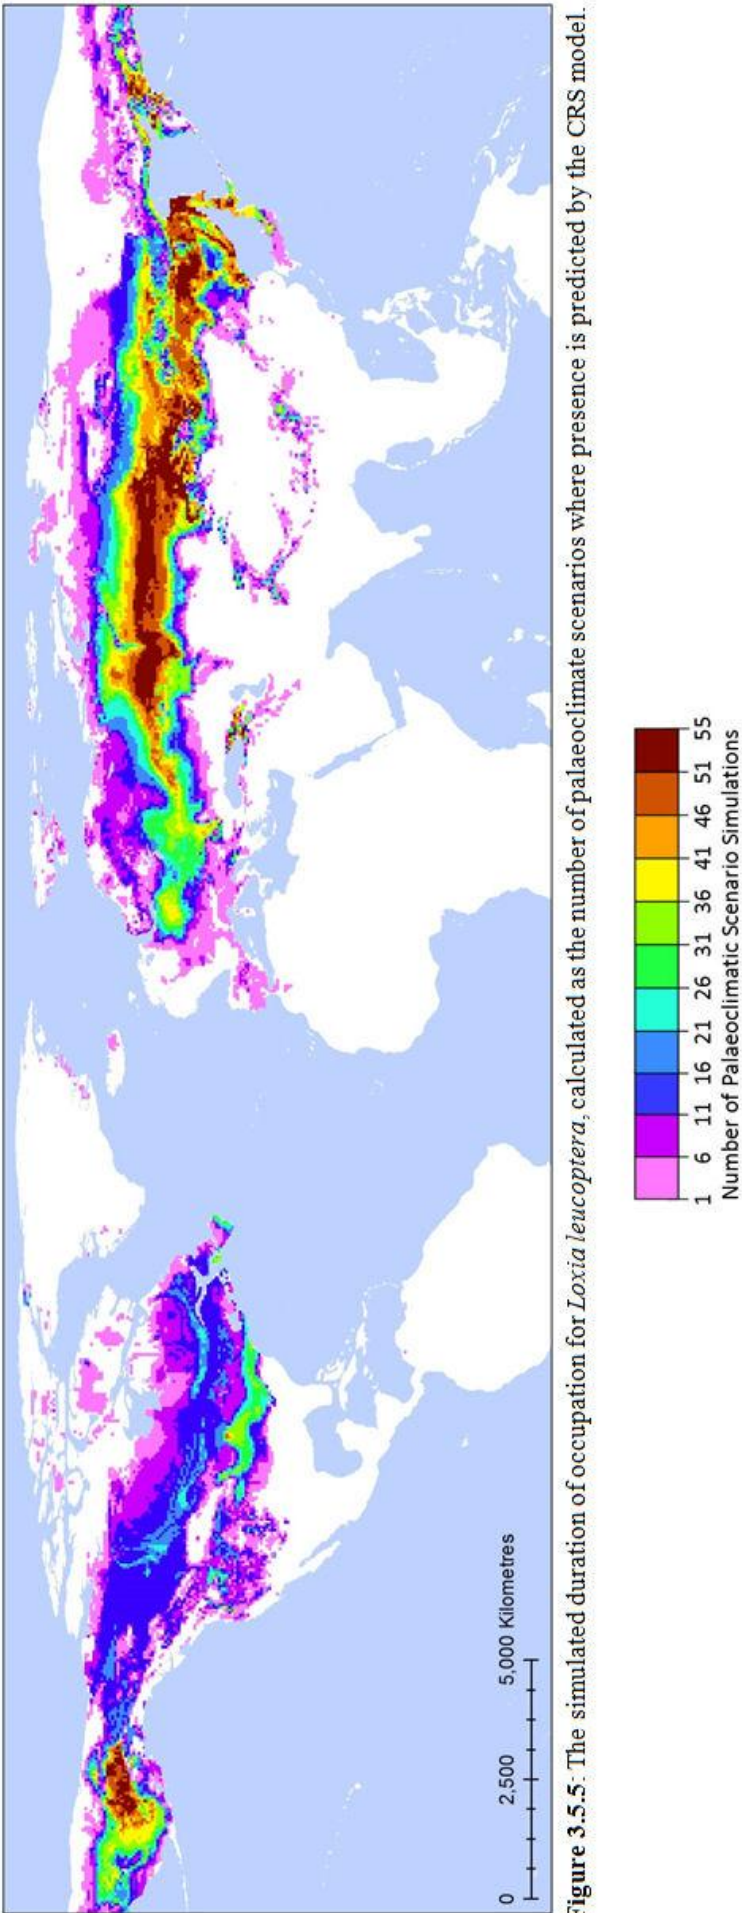 0 2,500 5,000 Kilometres
Figure 3.5.5: The simulated duration of occupation for Loxia leucoptera, calculated as the number of palaeoclimate scenarios where presence is predicted by the CRS model.
1 6 11 16 21 26 31 36 41 46 51 55
Number of Palaeoclimatic Scenario Simulations